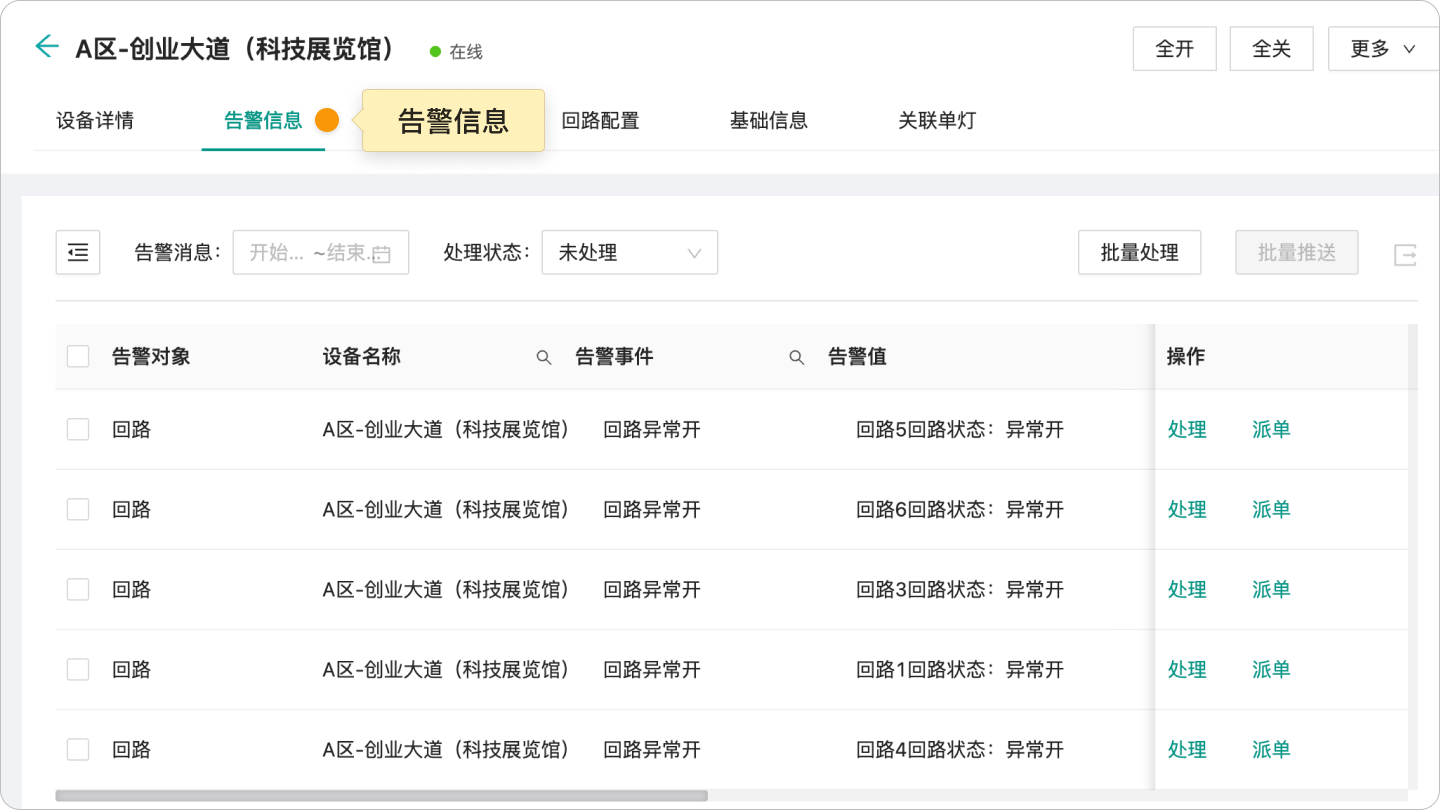 A区-创业大道（科技展览馆） 在线 全开 全关 更多
设备详情 告警信息 告警信息 回路配置 基础信息 关联单灯
告警消息： 开始... ~结束... 处理状态： 未处理 批量处理 批量推送
告警对象 设备名称 告警事件 告警值 操作
回路 A区-创业大道（科技展览馆） 回路异常开 回路5回路状态：异常开 处理 派单
回路 A区-创业大道（科技展览馆） 回路异常开 回路6回路状态：异常开 处理 派单
回路 A区-创业大道（科技展览馆） 回路异常开 回路3回路状态：异常开 处理 派单
回路 A区-创业大道（科技展览馆） 回路异常开 回路1回路状态：异常开 处理 派单
回路 A区-创业大道（科技展览馆） 回路异常开 回路4回路状态：异常开 处理 派单